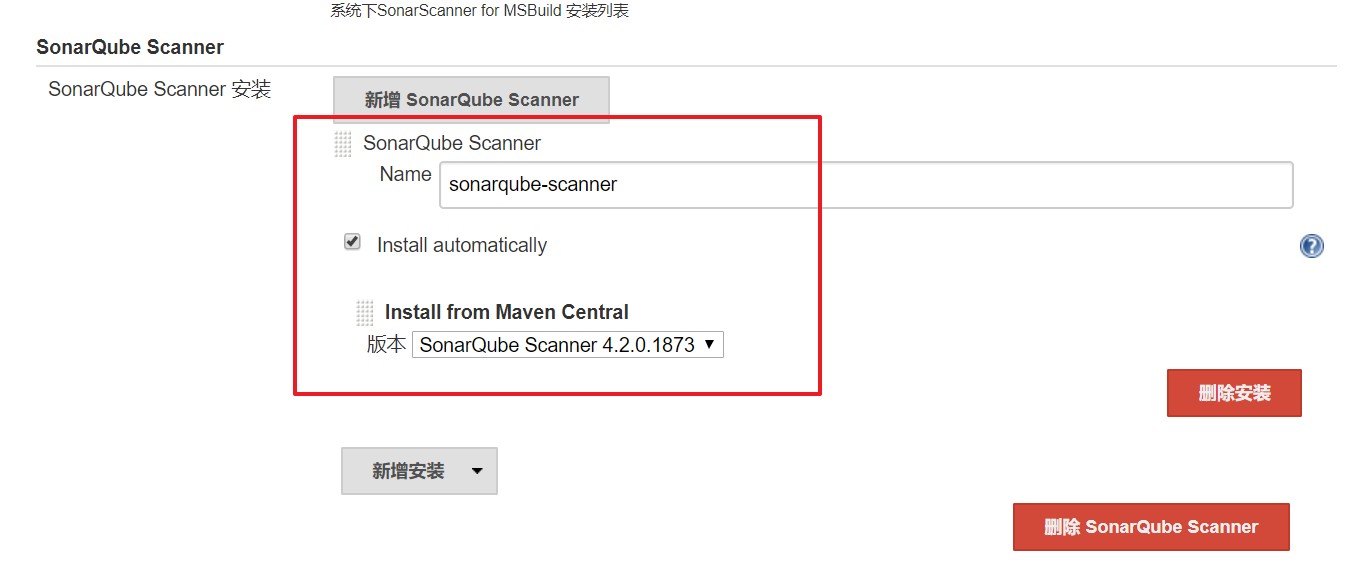 系统下SonarScanner for MSBuild 安装列表
SonarQube Scanner
SonarQube Scanner 安装
新增 SonarQube Scanner
SonarQube Scanner
Name
sonarqube-scanner
Install automatically
Install from Maven Central
版本
SonarQube Scanner 4.2.0.1873
删除安装
新增安装
删除 SonarQube Scanner